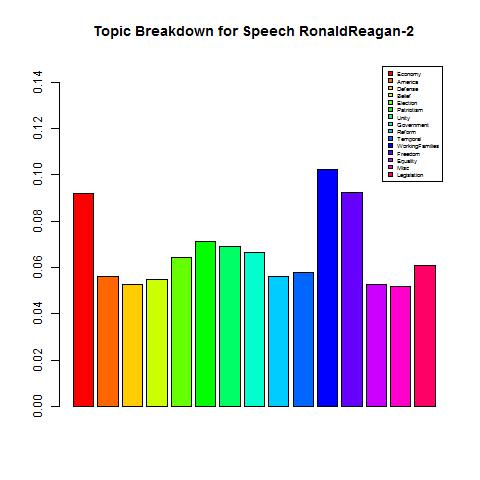 Topic Breakdown for Speech RonaldReagan-2
0.14
0.12
0.10
0.08
0.06
0.04
0.02
0.00
Economy
America
Defense
Belief
Election
Patriotism
Unity
Government
Reform
Temporal
WorkingFamilies
Freedom
Equality
Misc
Legislation